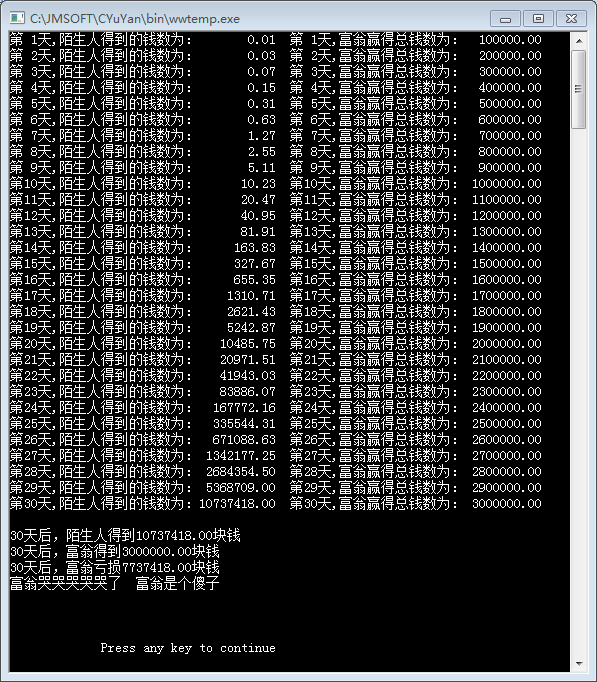 C:\JMSOFT\CYuYan\bin\wwtemp.exe
第 1天,陌生人得到的钱数为: 0.01 第 1天,富翁赢得总钱数为: 100000.00
第 2天,陌生人得到的钱数为: 0.03 第 2天,富翁赢得总钱数为: 200000.00
第 3天,陌生人得到的钱数为: 0.07 第 3天,富翁赢得总钱数为: 300000.00
第 4天,陌生人得到的钱数为: 0.15 第 4天,富翁赢得总钱数为: 400000.00
第 5天,陌生人得到的钱数为: 0.31 第 5天,富翁赢得总钱数为: 500000.00
第 6天,陌生人得到的钱数为: 0.63 第 6天,富翁赢得总钱数为: 600000.00
第 7天,陌生人得到的钱数为: 1.27 第 7天,富翁赢得总钱数为: 700000.00
第 8天,陌生人得到的钱数为: 2.55 第 8天,富翁赢得总钱数为: 800000.00
第 9天,陌生人得到的钱数为: 5.11 第 9天,富翁赢得总钱数为: 900000.00
第10天,陌生人得到的钱数为: 10.23 第10天,富翁赢得总钱数为: 1000000.00
第11天,陌生人得到的钱数为: 20.47 第11天,富翁赢得总钱数为: 1100000.00
第12天,陌生人得到的钱数为: 40.95 第12天,富翁赢得总钱数为: 1200000.00
第13天,陌生人得到的钱数为: 81.91 第13天,富翁赢得总钱数为: 1300000.00
第14天,陌生人得到的钱数为: 163.83 第14天,富翁赢得总钱数为: 1400000.00
第15天,陌生人得到的钱数为: 327.67 第15天,富翁赢得总钱数为: 1500000.00
第16天,陌生人得到的钱数为: 655.35 第16天,富翁赢得总钱数为: 1600000.00
第17天,陌生人得到的钱数为: 1310.71 第17天,富翁赢得总钱数为: 1700000.00
第18天,陌生人得到的钱数为: 2621.43 第18天,富翁赢得总钱数为: 1800000.00
第19天,陌生人得到的钱数为: 5242.87 第19天,富翁赢得总钱数为: 1900000.00
第20天,陌生人得到的钱数为: 10485.75 第20天,富翁赢得总钱数为: 2000000.00
第21天,陌生人得到的钱数为: 20971.51 第21天,富翁赢得总钱数为: 2100000.00
第22天,陌生人得到的钱数为: 41943.03 第22天,富翁赢得总钱数为: 2200000.00
第23天,陌生人得到的钱数为: 83886.07 第23天,富翁赢得总钱数为: 2300000.00
第24天,陌生人得到的钱数为: 167772.16 第24天,富翁赢得总钱数为: 2400000.00
第25天,陌生人得到的钱数为: 335544.31 第25天,富翁赢得总钱数为: 2500000.00
第26天,陌生人得到的钱数为: 671088.63 第26天,富翁赢得总钱数为: 2600000.00
第27天,陌生人得到的钱数为: 1342177.25 第27天,富翁赢得总钱数为: 2700000.00
第28天,陌生人得到的钱数为: 2684354.50 第28天,富翁赢得总钱数为: 2800000.00
第29天,陌生人得到的钱数为: 5368709.00 第29天,富翁赢得总钱数为: 2900000.00
第30天,陌生人得到的钱数为: 10737418.00 第30天,富翁赢得总钱数为: 3000000.00
30天后，陌生人得到10737418.00块钱
30天后，富翁得到3000000.00块钱
30天后，富翁亏损7737418.00块钱
富翁哭哭哭哭哭了 富翁是个傻子
Press any key to continue